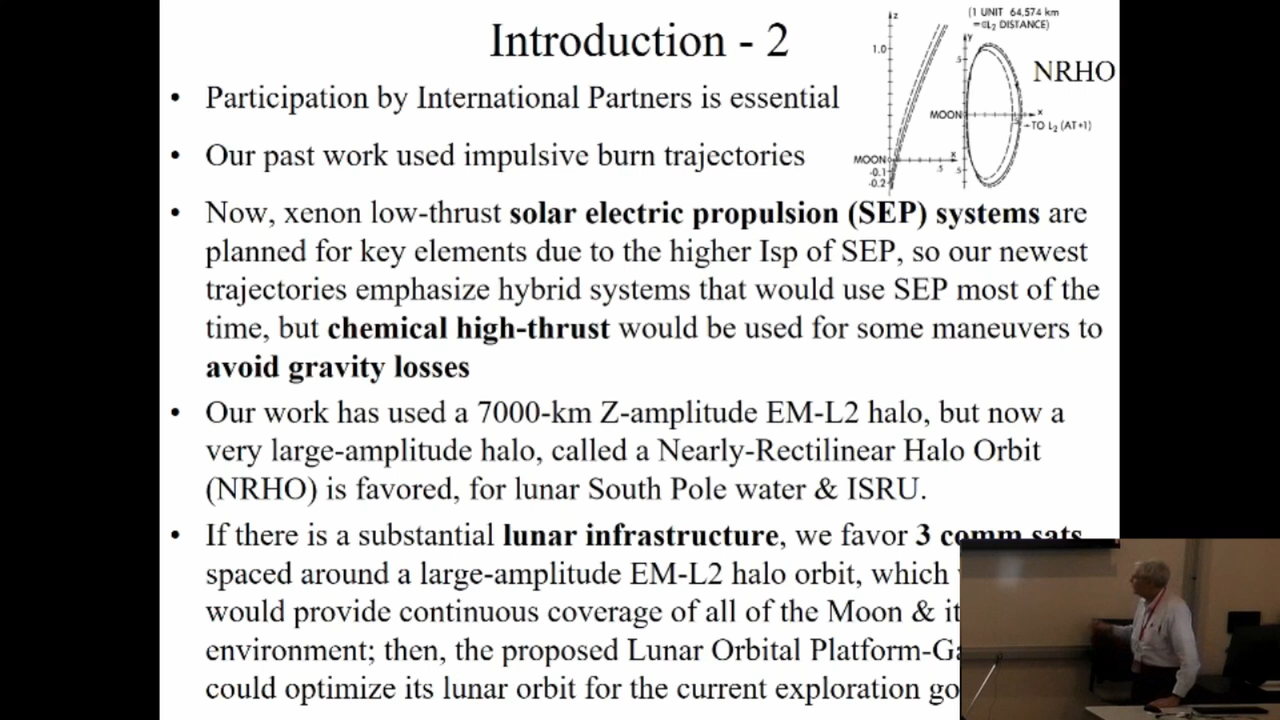 Introduction - 2
(1 UNIT 64,574 km
DISTANCE)
z
1.0
MOON
-0.1
-0.2
x
.5
Y
.5
MOON
x
TO L₂ (AT+1)
.5
NRHO
• Participation by International Partners is essential
• Our past work used impulsive burn trajectories
• Now, xenon low-thrust solar electric propulsion (SEP) systems are
planned for key elements due to the higher Isp of SEP, so our newest
trajectories emphasize hybrid systems that would use SEP most of the
time, but chemical high-thrust would be used for some maneuvers to
avoid gravity losses
• Our work has used a 7000-km Z-amplitude EM-L2 halo, but now a
very large-amplitude halo, called a Nearly-Rectilinear Halo Orbit
(NRHO) is favored, for lunar South Pole water & ISRU.
• If there is a substantial lunar infrastructure, we favor 3 comm sats
spaced around a large-amplitude EM-L2 halo orbit, which
would provide continuous coverage of all of the Moon & it
environment; then, the proposed Lunar Orbital Platform-Ga
could optimize its lunar orbit for the current exploration go